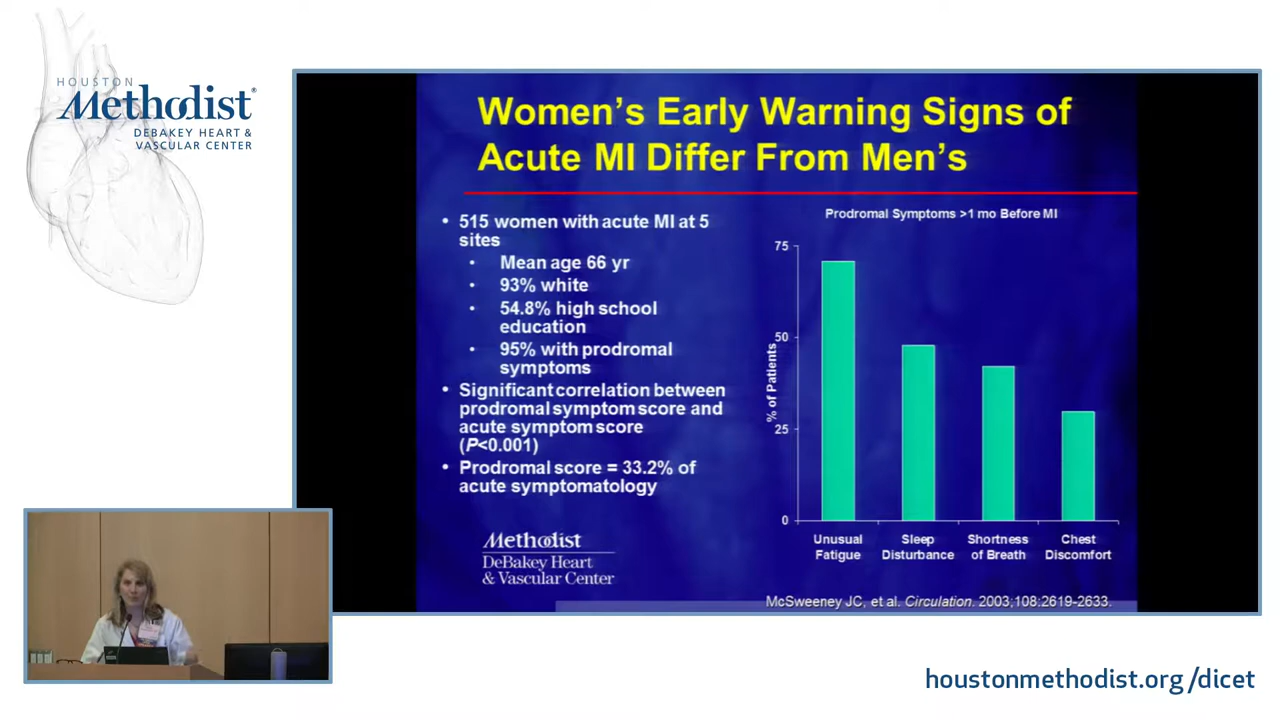 HOUSTON
Methodist®
DEBAKEY HEART &
VASCULAR CENTER
Women's Early Warning Signs of
Acute MI Differ From Men's
• 515 women with acute MI at 5
sites
• Mean age 66 yr
• 93% white
• 54.8% high school
education
• 95% with prodromal
symptoms
• Significant correlation between
prodromal symptom score and
acute symptom score
(P<0.001)
• Prodromal score = 33.2% of
acute symptomatology
Methodist
DeBakey Heart
& Vascular Center
Prodromal Symptoms >1 mo Before MI
% of Patients
75
50
25
0
Unusual
Fatigue
Sleep
Disturbance
Shortness
of Breath
Chest
Discomfort
McSweeney JC, et al. Circulation. 2003;108:2619-2633.
houstonmethodist.org/dicet